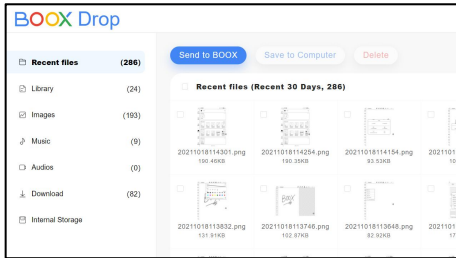 BOOX Drop
Recent files (286)
Library (24)
Images (193)
Music (9)
Audios (0)
Download (82)
Internal Storage
Send to BOOX Save to Computer Delete
Recent files (Recent 30 Days, 286)
20211018114301.png 20211018114254.png 20211018114154.png
190.46KB 190.35KB 93.53KB
20211018113832.png 20211018113746.png 20211018113648.png
131.91KB 102.87KB 82.92KB